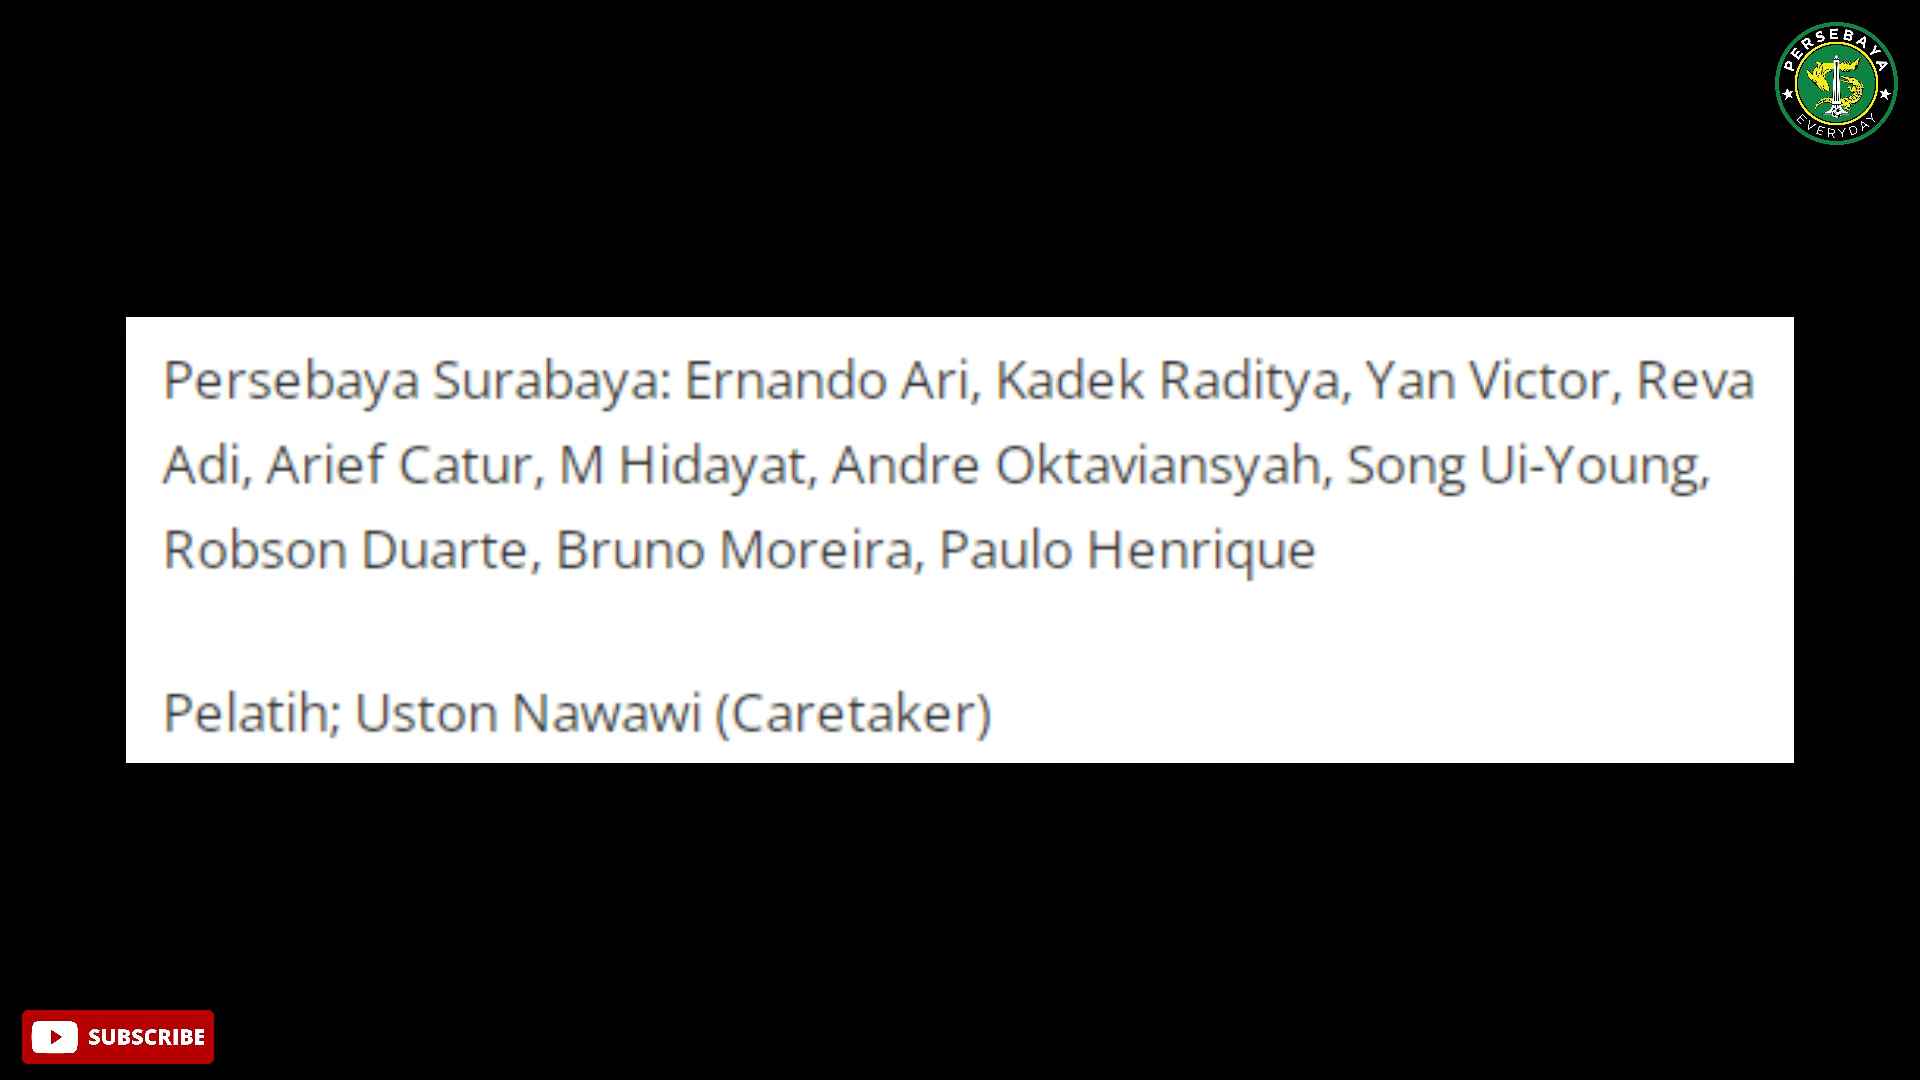 PERSEBAYA
EVERYDAY
Persebaya Surabaya: Ernando Ari, Kadek Raditya, Yan Victor, Reva
Adi, Arief Catur, M Hidayat, Andre Oktaviansyah, Song Ui-Young,
Robson Duarte, Bruno Moreira, Paulo Henrique
Pelatih; Uston Nawawi (Caretaker)
SUBSCRIBE